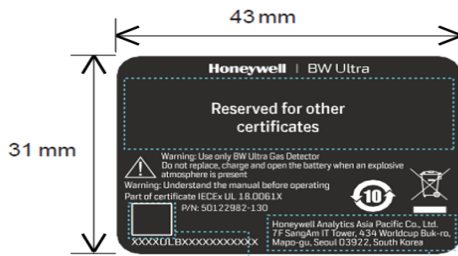 43 mm
31 mm
Honeywell | BW Ultra
Reserved for other
certificates
Warning: Use only BW Ultra Gas Detector
Do not replace, charge and open the battery when an explosive
atmosphere is present
Warning: Understand the manual before operating
Part of certificate IECEx UL 18.0061X
P/N: 50122982-130
10
XXXXULBXXXXXXXXXXXX
Honeywell Analytics Asia Pacific Co., Ltd.
7F SangAm IT Tower, 434 Worldcup Buk-ro,
Mapo-gu, Seoul 03922, South Korea